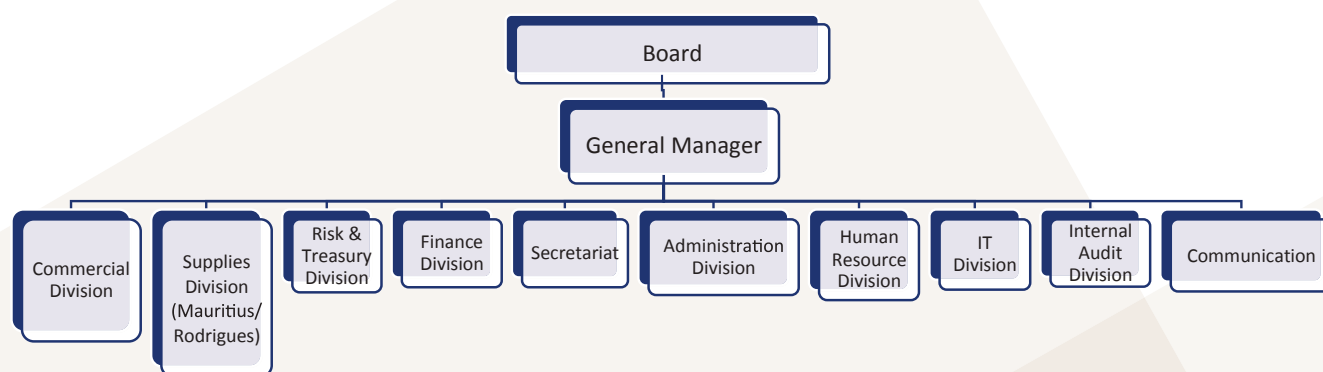 Board
General Manager
Commercial
Division
Supplies
Division
(Mauritius/
Rodrigues)
Risk &
Treasury
Division
Finance
Division
Secretariat
Administration
Division
Human
Resource
Division
IT
Division
Internal
Audit
Division
Communication